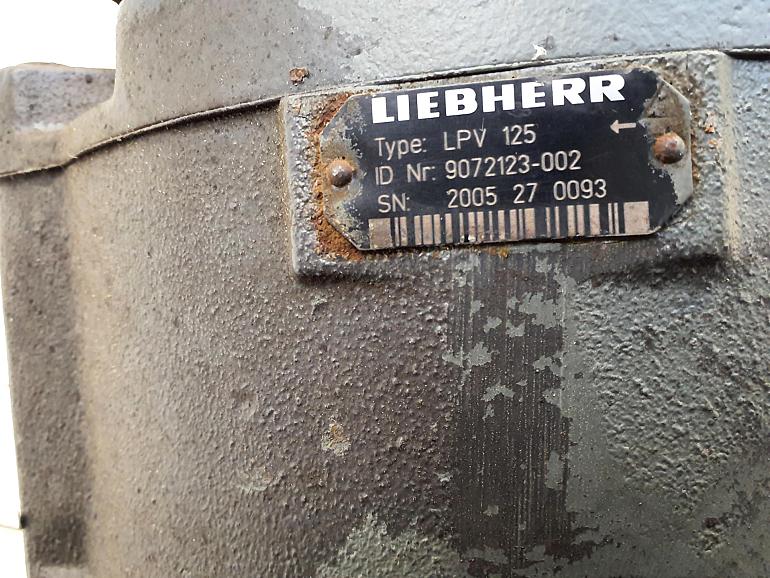 LIEBHERR
Type: LPV 125 ←
ID Nr: 9072123-002
SN: 2005 27 0093